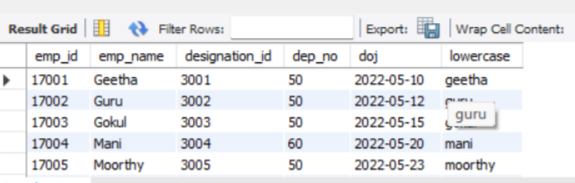 Result Grid Filter Rows: Export: Wrap Cell Content:
emp_id emp_name designation_id dep_no doj lowercase
17001 Geetha 3001 50 2022-05-10 geetha
17002 Guru 3002 50 2022-05-12 guru
guru
17003 Gokul 3003 50 2022-05-15
17004 Mani 3004 60 2022-05-20 mani
17005 Moorthy 3005 50 2022-05-23 moorthy